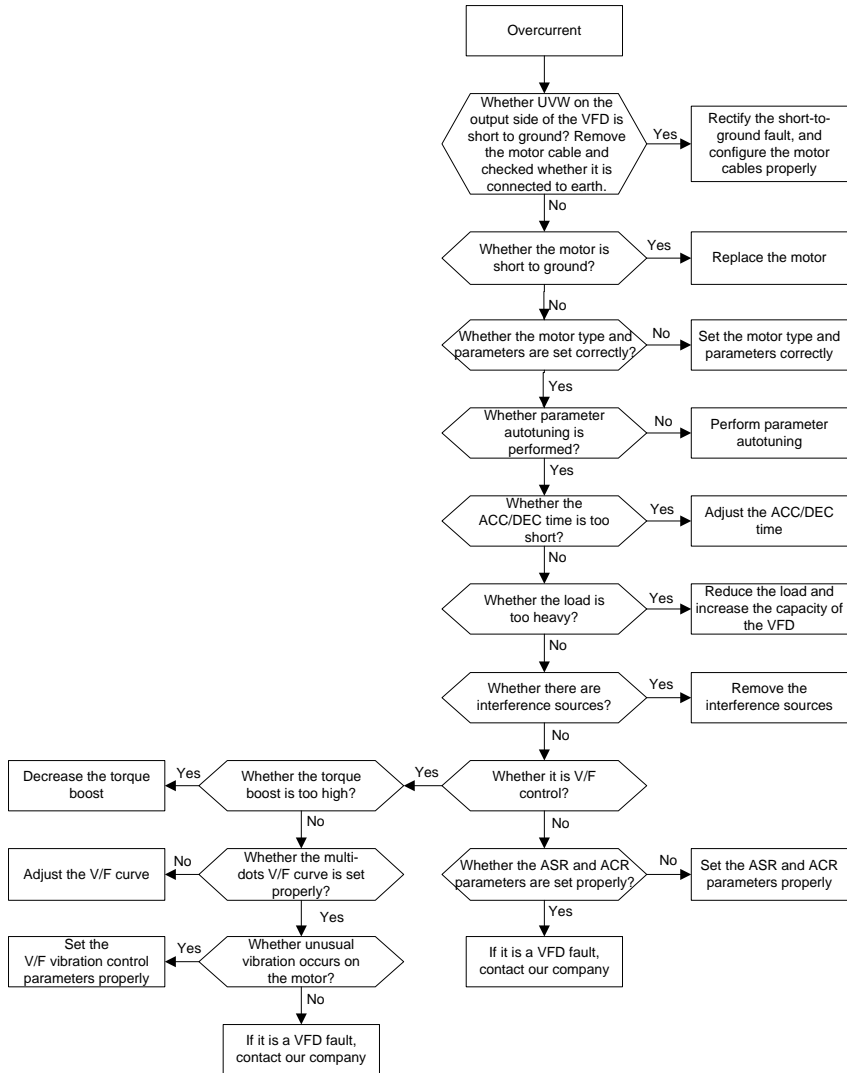 Overcurrent
Whether UVW on the
output side of the VFD is
short to ground? Remove
the motor cable and
checked whether it is
connected to earth.
Yes
Rectify the short-to-
ground fault, and
configure the motor
cables properly
No
Whether the motor is
short to ground?
Yes
Replace the motor
No
Whether the motor type and
parameters are set correctly?
No
Set the motor type and
parameters correctly
Yes
Whether parameter
autotuning is
performed?
No
Perform parameter
autotuning
Yes
Whether the
ACC/DEC time is too
short?
Yes
Adjust the ACC/DEC
time
No
Whether the load is
too heavy?
Yes
Reduce the load and
increase the capacity of
the VFD
No
Whether there are
interference sources?
Yes
Remove the
interference sources
No
Whether it is V/F
control?
Yes
Whether the torque
boost is too high?
Yes
Decrease the torque
boost
No
No
Whether the multi-
dots V/F curve is set
properly?
No
Adjust the V/F curve
Whether the ASR and ACR
parameters are set properly?
No
Set the ASR and ACR
parameters properly
Yes
Yes
Whether unusual
vibration occurs on
the motor?
Yes
Set the
V/F vibration control
parameters properly
If it is a VFD fault,
contact our company
No
If it is a VFD fault,
contact our company